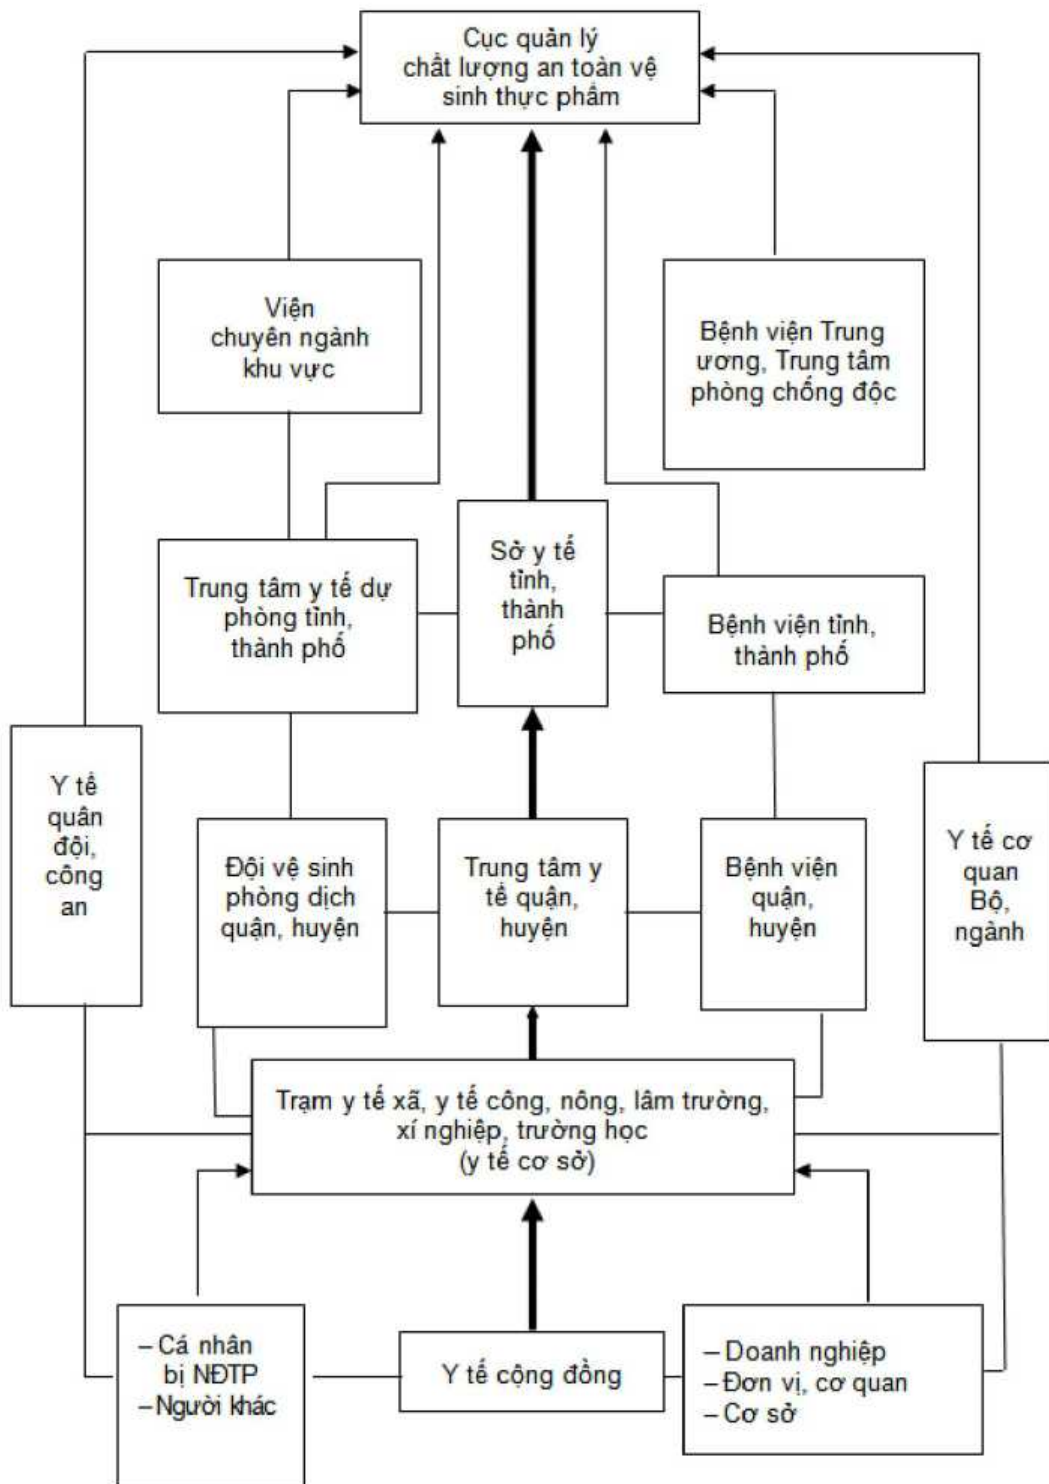 Cục quản lý
chất lượng an toàn vệ
sinh thực phẩm
Viện
chuyên ngành
khu vực
Bệnh viện Trung
ương, Trung tâm
phòng chống độc
Trung tâm y tế dự
phòng tỉnh,
thành phố
Sở y tế
tỉnh,
thành
phố
Bệnh viện tỉnh,
thành phố
Y tế
quân
đội,
công
an
Đội vệ sinh
phòng dịch
quận, huyện
Trung tâm y
tế quận,
huyện
Bệnh viện
quận,
huyện
Y tế cơ
quan
Bộ,
ngành
Trạm y tế xã, y tế công, nông, lâm trường,
xí nghiệp, trường học
(y tế cơ sở)
– Cá nhân
bị NĐTP
– Người khác
Y tế cộng đồng
– Doanh nghiệp
– Đơn vị, cơ quan
– Cơ sở